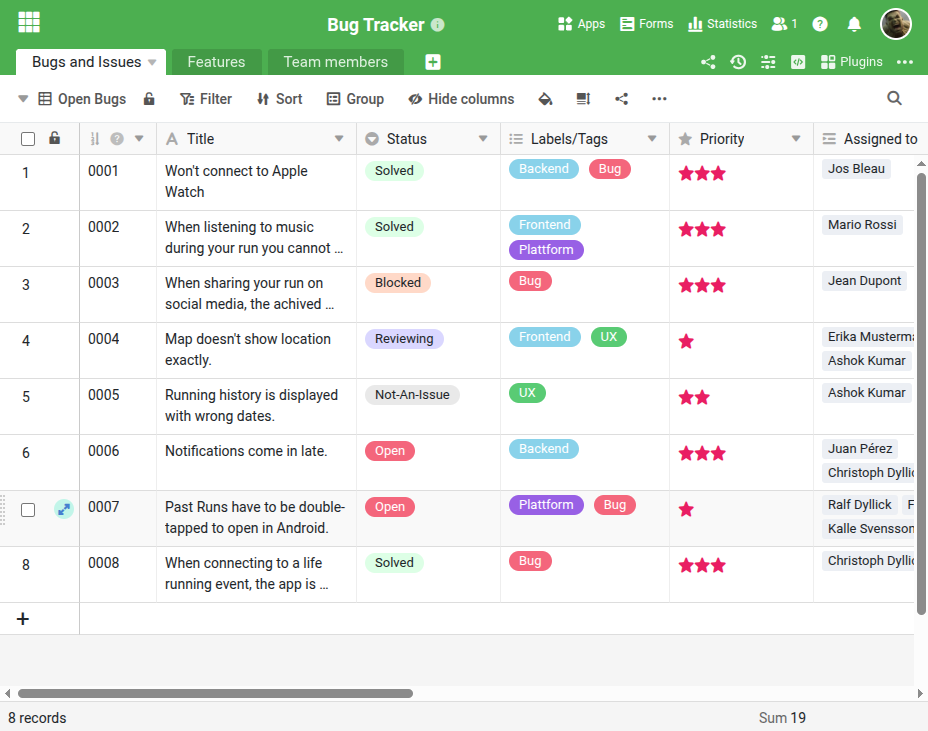 Bug Tracker
Apps Forms Statistics 1 ?
Bugs and Issues Features Team members
Plugins
Open Bugs Filter Sort Group Hide columns
? Title Status Labels/Tags Priority Assigned to
1 0001 Won't connect to Apple Watch Solved Backend Bug Jos Bleau
2 0002 When listening to music during your run you cannot ... Solved Frontend Plattform Mario Rossi
3 0003 When sharing your run on social media, the achived ... Blocked Bug Jean Dupont
4 0004 Map doesn't show location exactly. Reviewing Frontend UX Erika Musterma Ashok Kumar
5 0005 Running history is displayed with wrong dates. Not-An-Issue UX Ashok Kumar
6 0006 Notifications come in late. Open Backend Juan Pérez Christoph Dyllic
0007 Past Runs have to be double-tapped to open in Android. Open Plattform Bug Ralf Dyllick F Kalle Svensson
8 0008 When connecting to a life running event, the app is ... Solved Bug Christoph Dyllic
8 records Sum 19